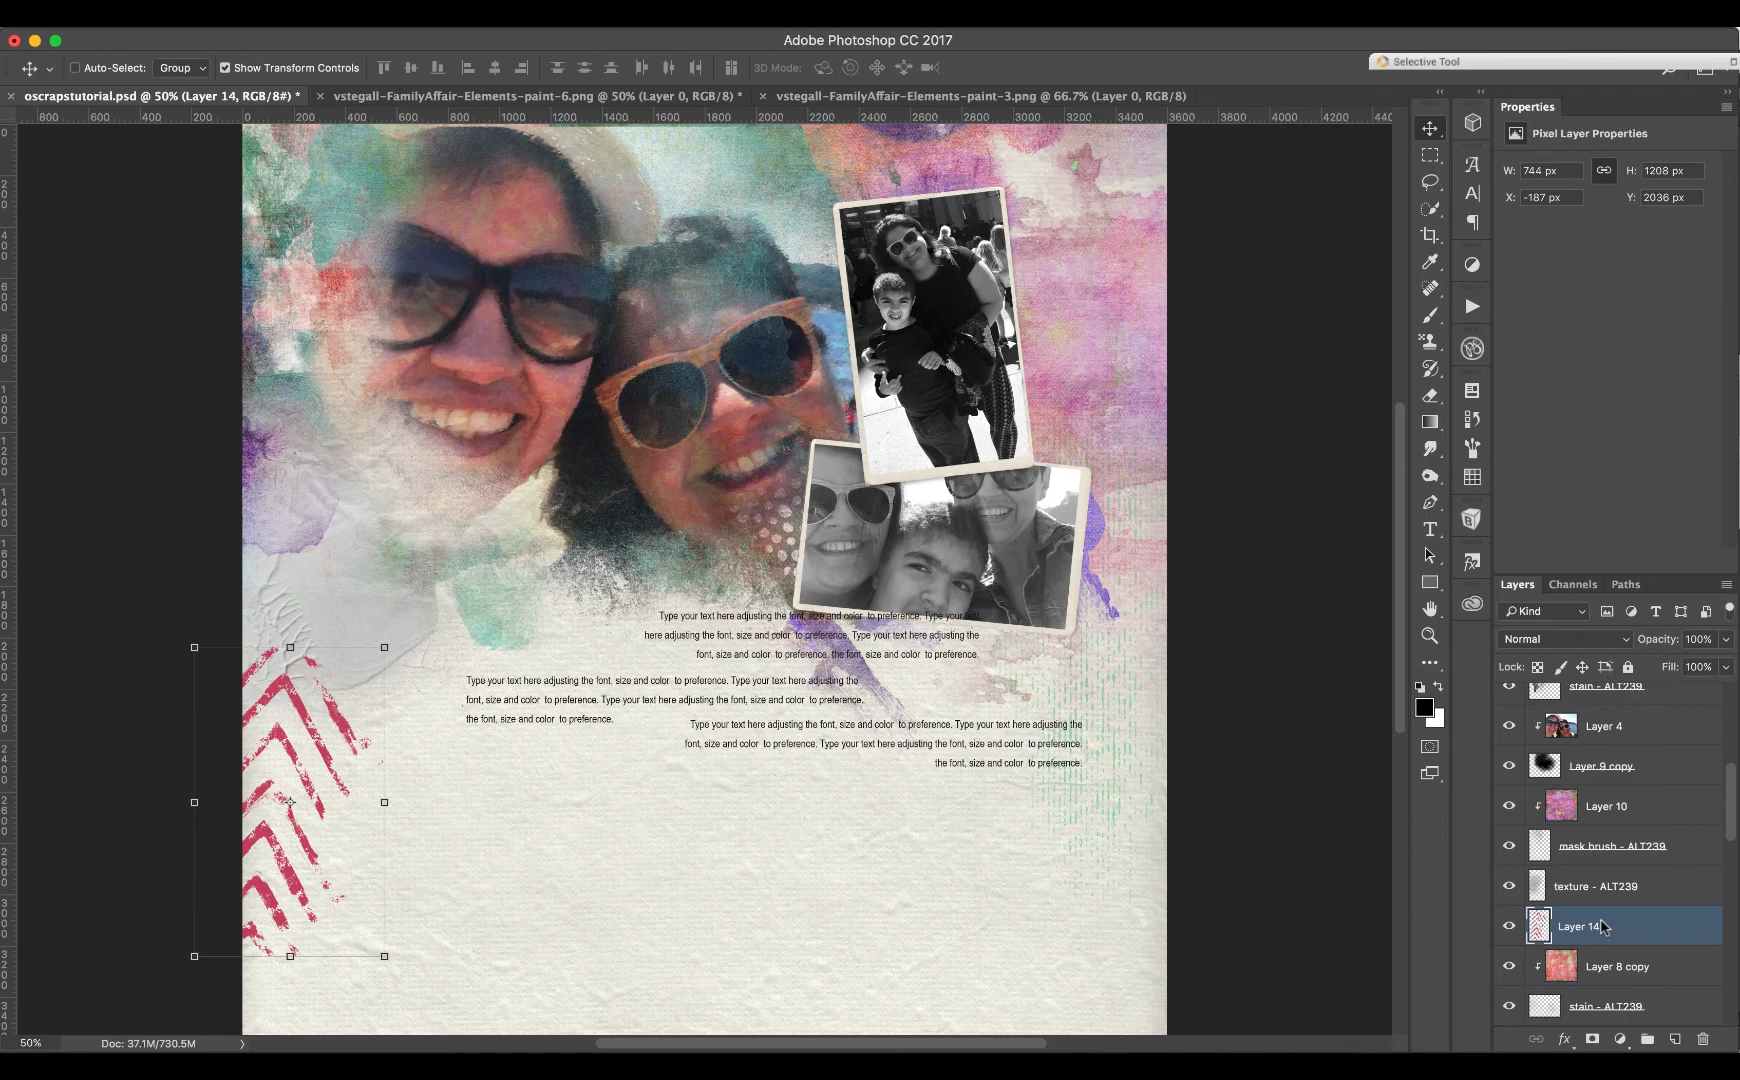 Adobe Photoshop CC 2017
Auto-Select: Group Show Transform Controls 3D Mode: Selective Tool
oscrapstutorial.psd @ 50% (Layer 14, RGB/8#) * vstegall-FamilyAffair-Elements-paint-6.png @ 50% (Layer 0, RGB/8) * vstegall-FamilyAffair-Elements-paint-3.png @ 66.7% (Layer 0, RGB/8)
800 600 400 200 0 200 400 600 800 1000 1200 1400 1600 1800 2000 2200 2400 2600 2800 3000 3200 3400 3600 3800 4000 4200 440
Properties
Pixel Layer Properties
W: 744 px H: 1208 px
X: -187 px Y: 2036 px
Type your text here adjusting the font, size and color to preference. Type your text
here adjusting the font, size and color to preference. Type your text here adjusting the
font, size and color to preference. the font, size and color to preference.
Type your text here adjusting the font, size and color to preference. Type your text here adjusting the
font, size and color to preference. Type your text here adjusting the font, size and color to preference.
the font, size and color to preference.
Type your text here adjusting the font, size and color to preference. Type your text here adjusting the
font, size and color to preference. Type your text here adjusting the font, size and color to preference.
the font, size and color to preference.
Layers Channels Paths
Kind
Normal Opacity: 100%
Lock: Fill: 100%
stain - ALT239
Layer 4
Layer 9 copy
Layer 10
mask brush - ALT239
texture - ALT239
Layer 14
Layer 8 copy
stain - ALT239
50% Doc: 37.1M/730.5M